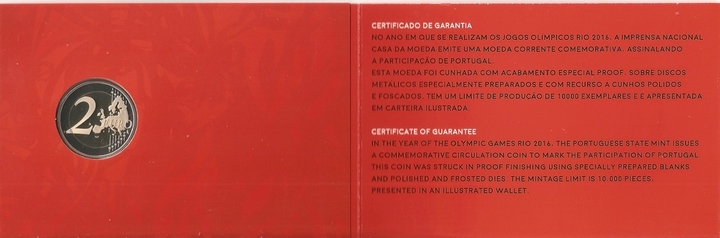 2
CERTIFICADO DE GARANTIA
NO ANO EM QUE SE REALIZAM OS JOGOS OLIMPICOS RIO 2016, A IMPRENSA NACIONAL
CASA DA MOEDA EMITE UMA MOEDA CORRENTE COMEMORATIVA, ASSINALANDO
A PARTICIPAÇÃO DE PORTUGAL.
ESTA MOEDA FOI CUNHADA COM ACABAMENTO ESPECIAL PROOF, SOBRE DISCOS
METÁLICOS ESPECIALMENTE PREPARADOS E COM RECURSO A CUNHOS POLIDOS
E FOSCADOS. TEM UM LIMITE DE PRODUÇÃO DE 10000 EXEMPLARES E É APRESENTADA
EM CARTEIRA ILUSTRADA.
CERTIFICATE OF GUARANTEE
IN THE YEAR OF THE OLYMPIC GAMES RIO 2016, THE PORTUGUESE STATE MINT ISSUES
A COMMEMORATIVE CIRCULATION COIN TO MARK THE PARTICIPATION OF PORTUGAL
THIS COIN WAS STRUCK IN PROOF FINISHING USING SPECIALLY PREPARED BLANKS
AND POLISHED AND FROSTED DIES. THE MINTAGE LIMIT IS 10.000 PIECES.
PRESENTED IN AN ILLUSTRATED WALLET.